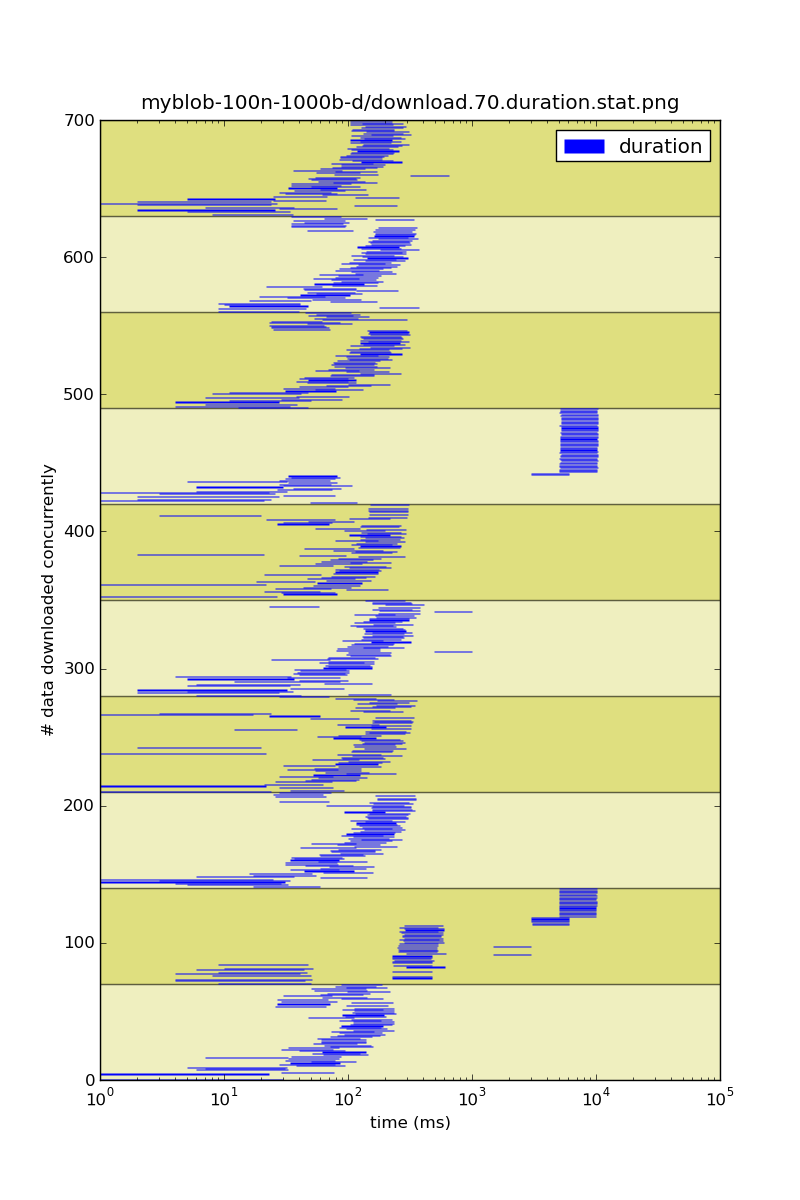 myblob-100n-1000b-d/download.70.duration.stat.png
duration
700
600
500
400
300
200
100
0
# data downloaded concurrently
10^0 10^1 10^2 10^3 10^4 10^5
time (ms)